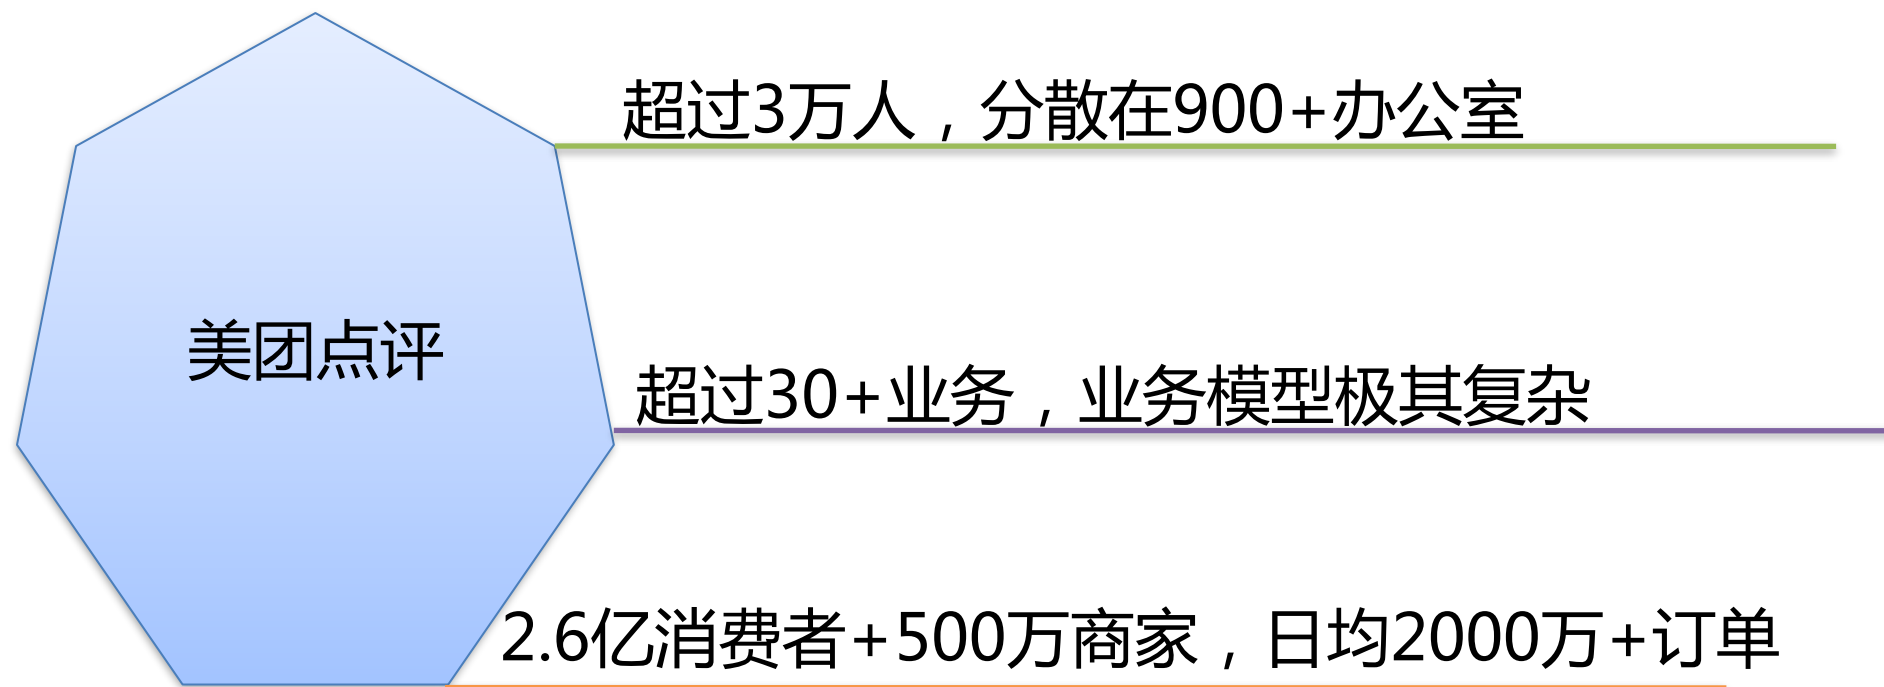 超过3万人，分散在900+办公室
美团点评
超过30+业务，业务模型极其复杂
2.6亿消费者+500万商家，日均2000万+订单